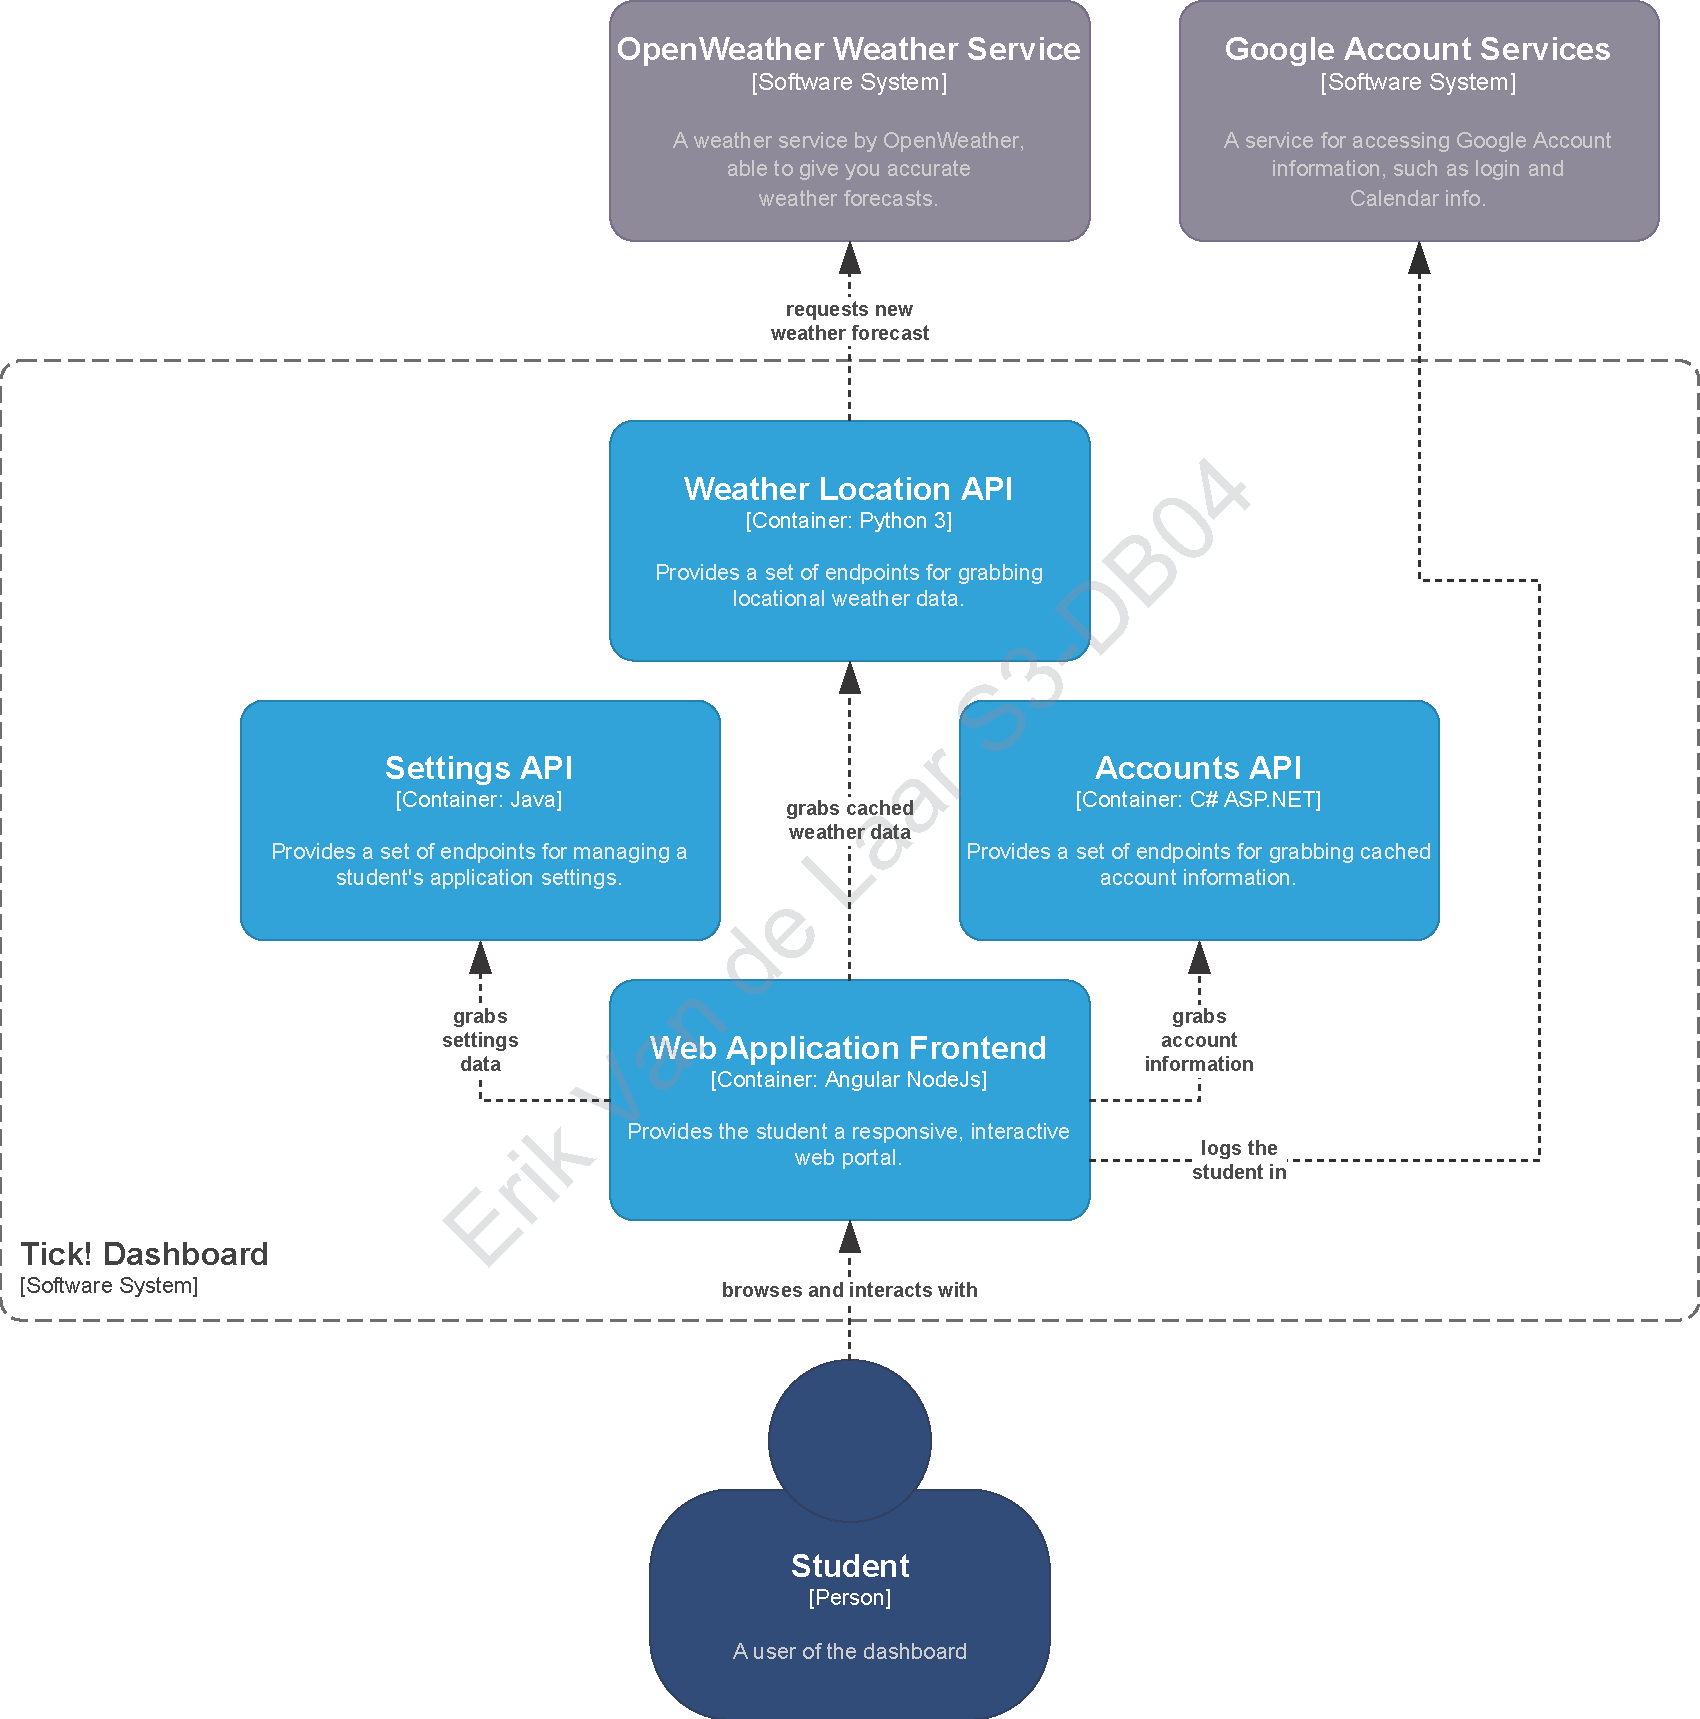 OpenWeather Weather Service
[Software System]
A weather service by OpenWeather,
able to give you accurate
weather forecasts.
Google Account Services
[Software System]
A service for accessing Google Account
information, such as login and
Calendar info.
requests new
weather forecast
Weather Location API
[Container: Python 3]
Provides a set of endpoints for grabbing
locational weather data.
Settings API
[Container: Java]
Provides a set of endpoints for managing a
student's application settings.
grabs cached
weather data
Accounts API
[Container: C# ASP.NET]
Provides a set of endpoints for grabbing cached
account information.
grabs
settings
data
Web Application Frontend
[Container: Angular NodeJs]
Provides the student a responsive, interactive
web portal.
grabs
account
information
logs the
student in
Tick! Dashboard
[Software System]
browses and interacts with
Student
[Person]
A user of the dashboard
Erik Van de Laar S3-DB04